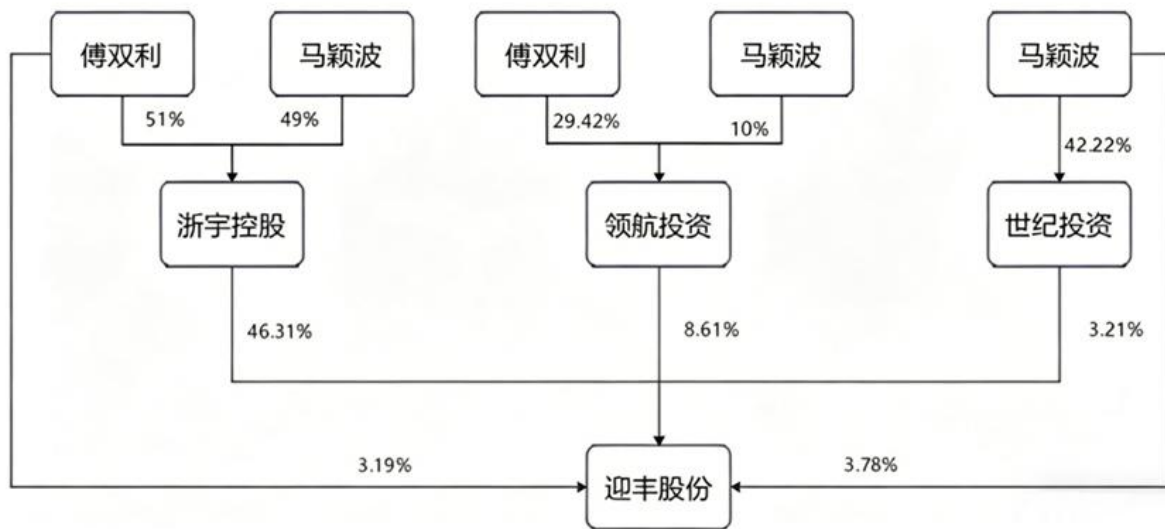 傅双利
马颖波
傅双利
马颖波
马颖波
51%
49%
29.42%
10%
42.22%
浙宇控股
领航投资
世纪投资
46.31%
8.61%
3.21%
3.19%
迎丰股份
3.78%